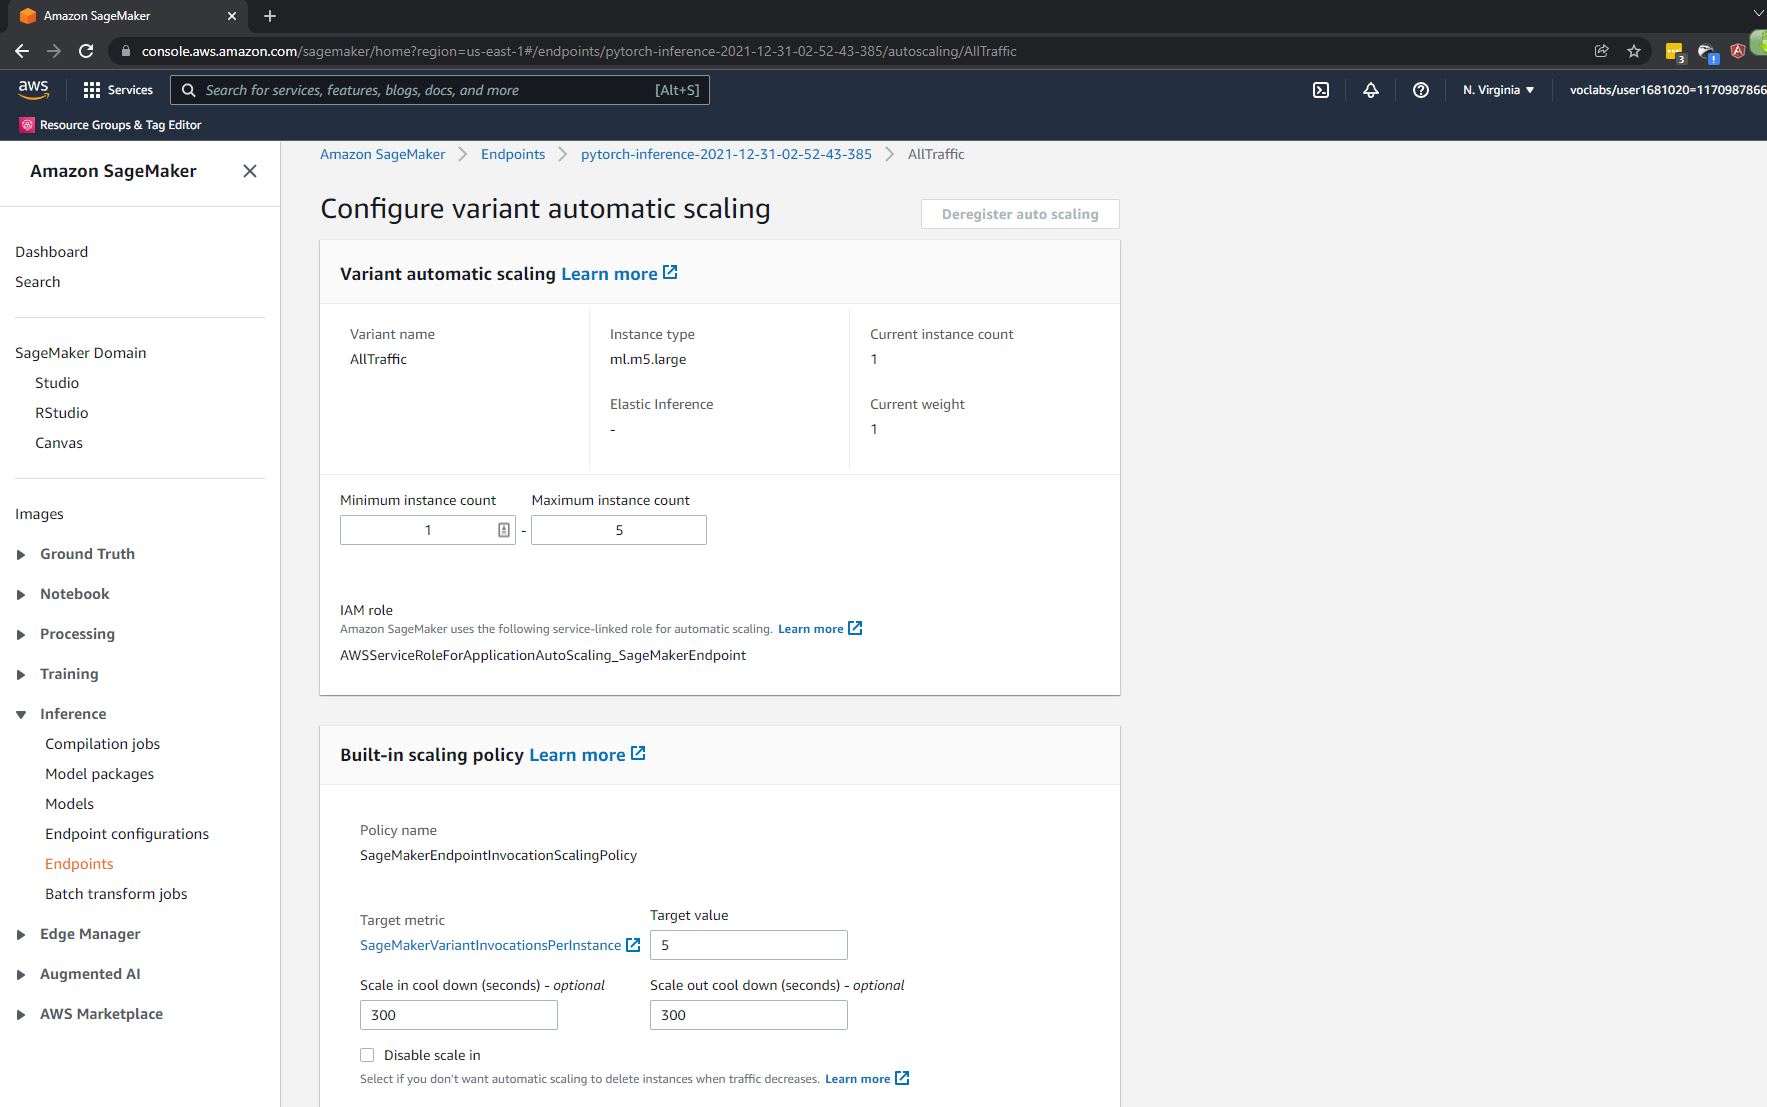 Amazon SageMaker
console.aws.amazon.com/sagemaker/home?region=us-east-1#/endpoints/pytorch-inference-2021-12-31-02-52-43-385/autoscaling/AllTraffic
3
!
aws
Services
Search for services, features, blogs, docs, and more
[Alt+S]
N. Virginia
voclabs/user1681020=1170987866
Resource Groups & Tag Editor
Amazon SageMaker
Dashboard
Search
SageMaker Domain
Studio
RStudio
Canvas
Images
Ground Truth
Notebook
Processing
Training
Inference
Compilation jobs
Model packages
Models
Endpoint configurations
Endpoints
Batch transform jobs
Edge Manager
Augmented AI
AWS Marketplace
Amazon SageMaker > Endpoints > pytorch-inference-2021-12-31-02-52-43-385 > AllTraffic
Configure variant automatic scaling
Deregister auto scaling
Variant automatic scaling Learn more
Variant name
AllTraffic
Instance type
ml.m5.large
Elastic Inference
-
Current instance count
1
Current weight
1
Minimum instance count
1
-
Maximum instance count
5
IAM role
Amazon SageMaker uses the following service-linked role for automatic scaling. Learn more
AWSServiceRoleForApplicationAutoScaling_SageMakerEndpoint
Built-in scaling policy Learn more
Policy name
SageMakerEndpointInvocationScalingPolicy
Target metric
SageMakerVariantInvocationsPerInstance
Target value
5
Scale in cool down (seconds) - optional
300
Scale out cool down (seconds) - optional
300
Disable scale in
Select if you don't want automatic scaling to delete instances when traffic decreases. Learn more